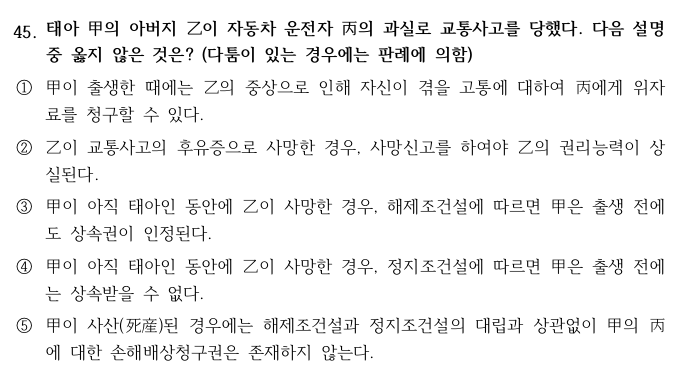 45. 태아 甲의 아버지 乙이 자동차 운전자 丙의 과실로 교통사고를 당했다. 다음 설명
중 옳지 않은 것은? (다툼이 있는 경우에는 판례에 의함)
① 甲이 출생한 때에는 乙의 중상으로 인해 자신이 겪을 고통에 대하여 丙에게 위자
료를 청구할 수 있다.
② 乙이 교통사고의 후유증으로 사망한 경우, 사망신고를 하여야 乙의 권리능력이 상
실된다.
③ 甲이 아직 태아인 동안에 乙이 사망한 경우, 해제조건설에 따르면 甲은 출생 전에
도 상속권이 인정된다.
④ 甲이 아직 태아인 동안에 乙이 사망한 경우, 정지조건설에 따르면 甲은 출생 전에
는 상속받을 수 없다.
⑤ 甲이 사산(死産)된 경우에는 해제조건설과 정지조건설의 대립과 상관없이 甲의 丙
에 대한 손해배상청구권은 존재하지 않는다.